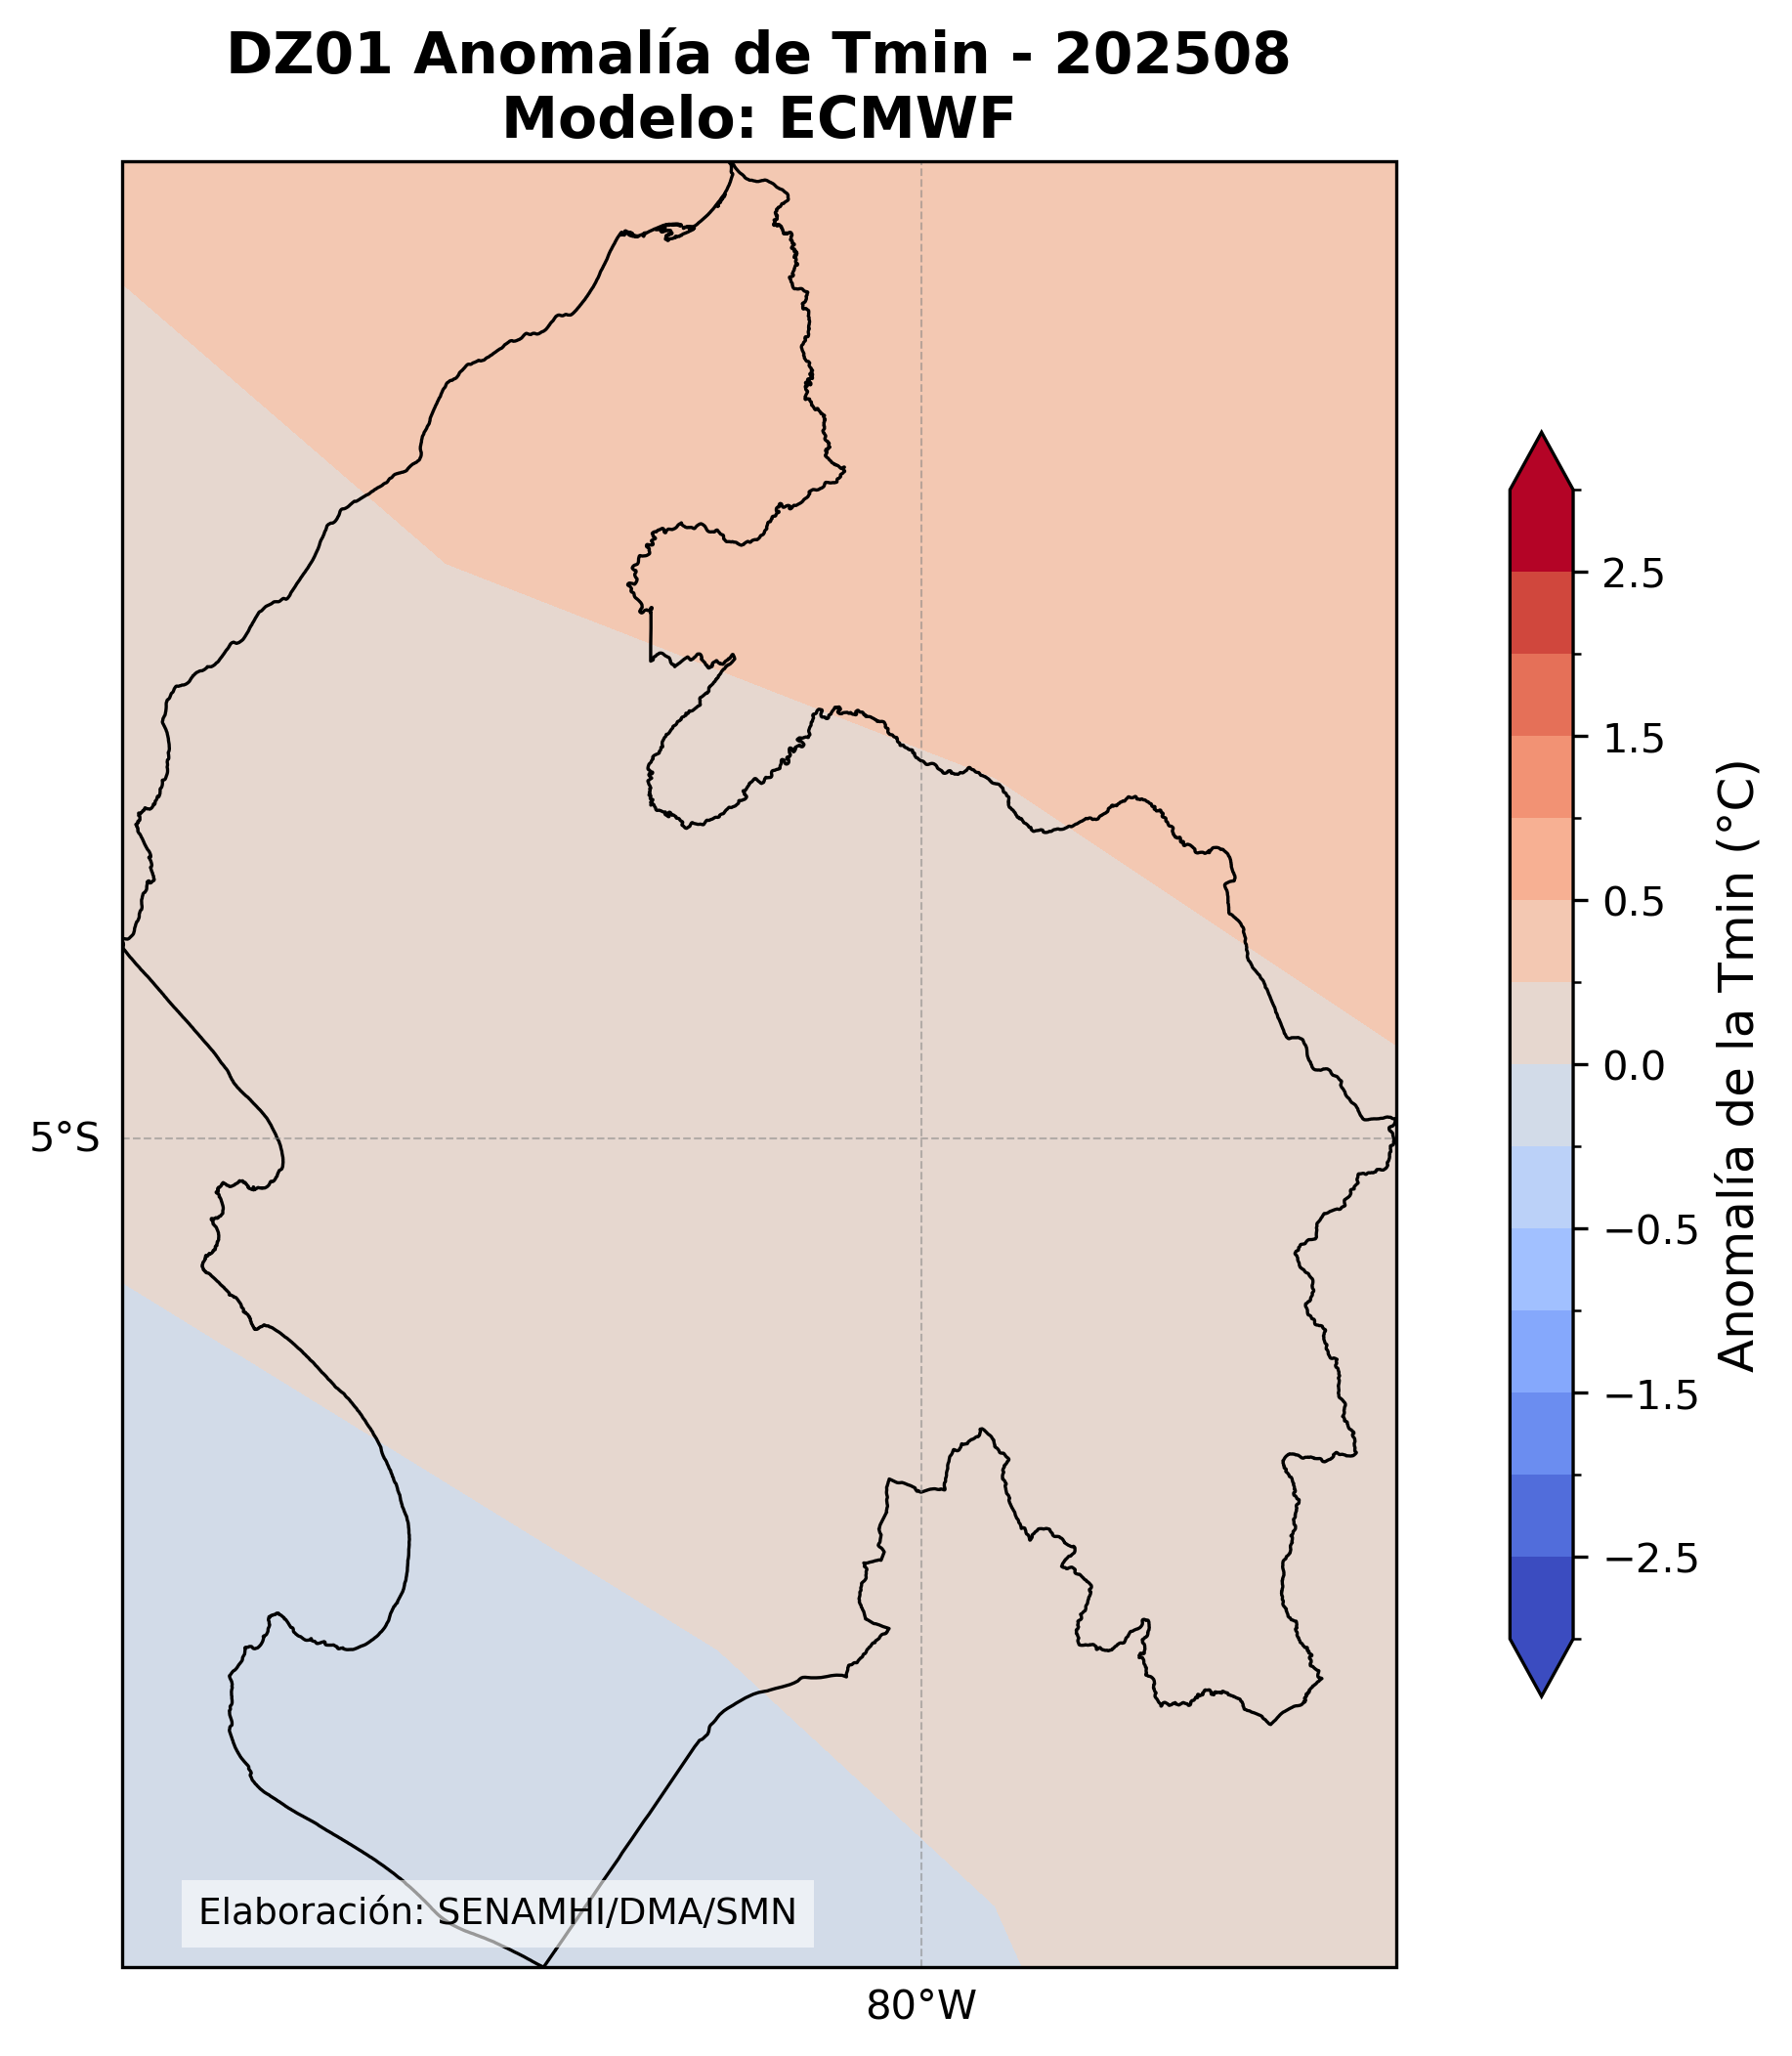 DZ01 Anomalía de Tmin - 202508
Modelo: ECMWF
2.5
1.5
0.5
0.0
−0.5
−1.5
−2.5
Anomalía de la Tmin (°C)
5°S
80°W
Elaboración: SENAMHI/DMA/SMN